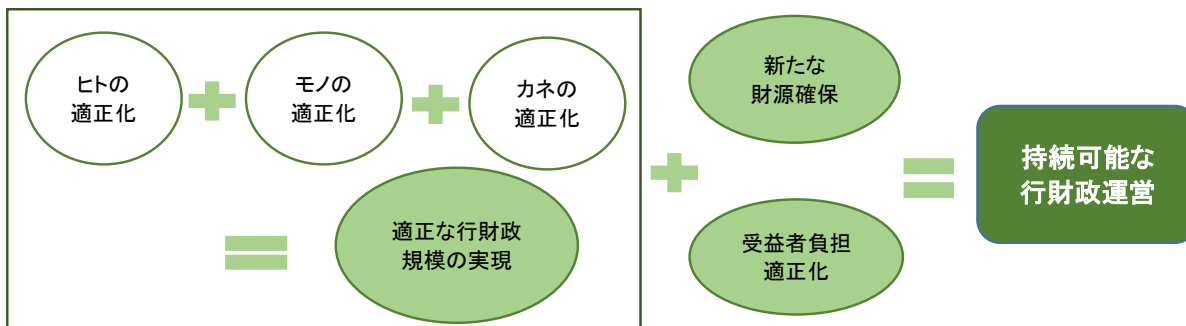 ヒトの
適正化
モノの
適正化
カネの
適正化
適正な行財政
規模の実現
新たな
財源確保
受益者負担
適正化
持続可能な
行財政運営